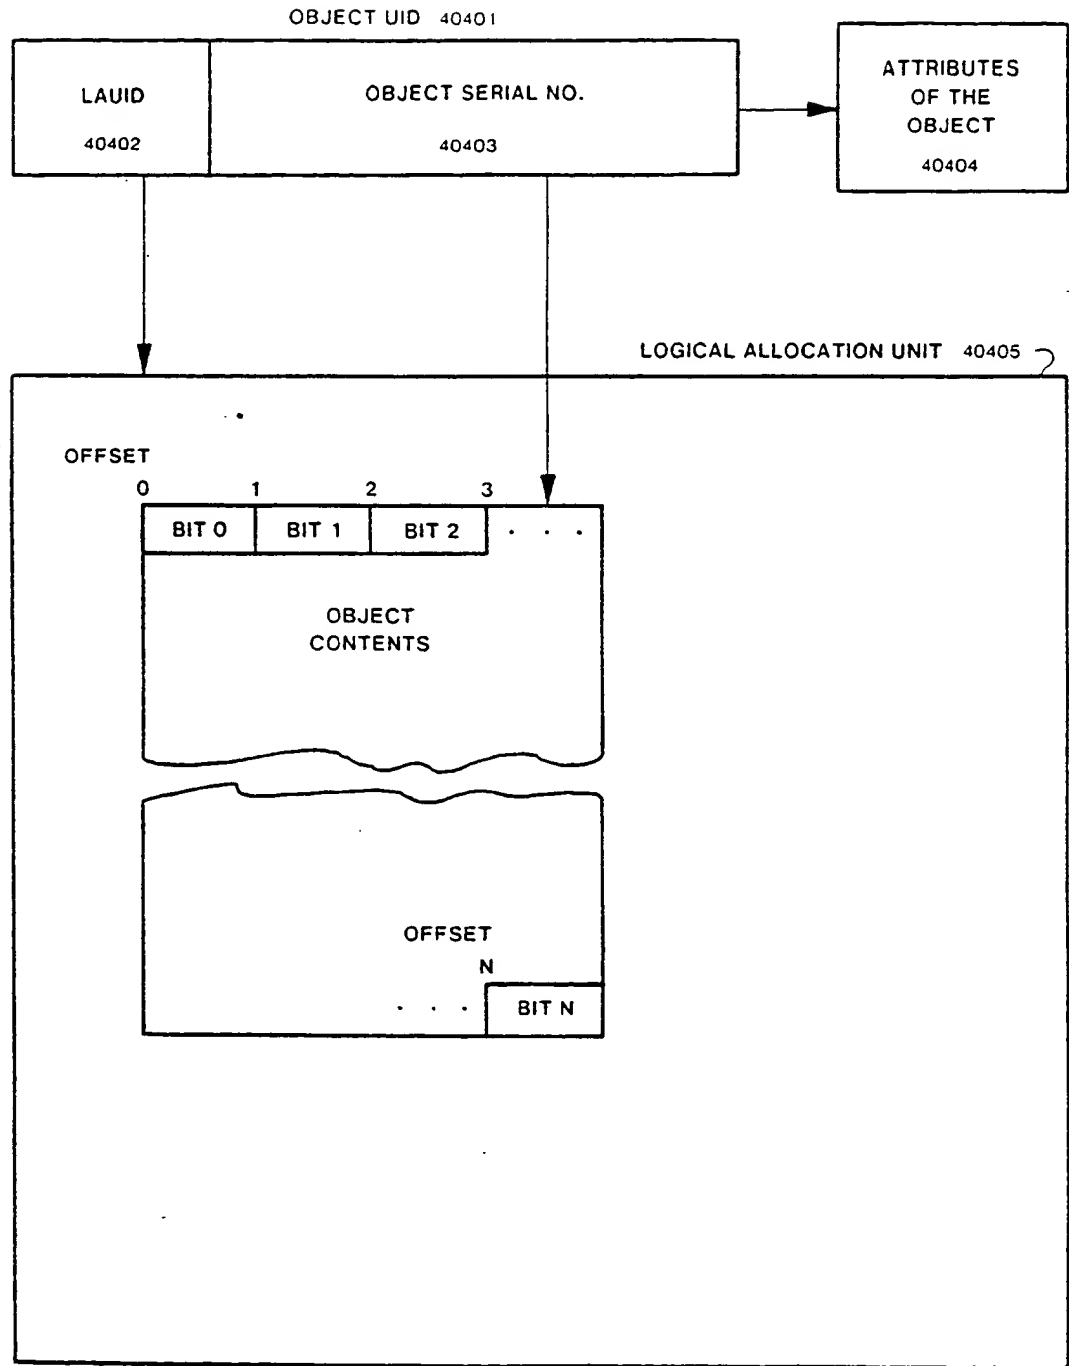 OBJECT UID 40401
LAUID
40402
OBJECT SERIAL NO.
40403
ATTRIBUTES
OF THE
OBJECT
40404
LOGICAL ALLOCATION UNIT 40405
OFFSET
0 1 2 3
BIT 0 BIT 1 BIT 2 . . .
OBJECT
CONTENTS
OFFSET
N
. . . BIT N